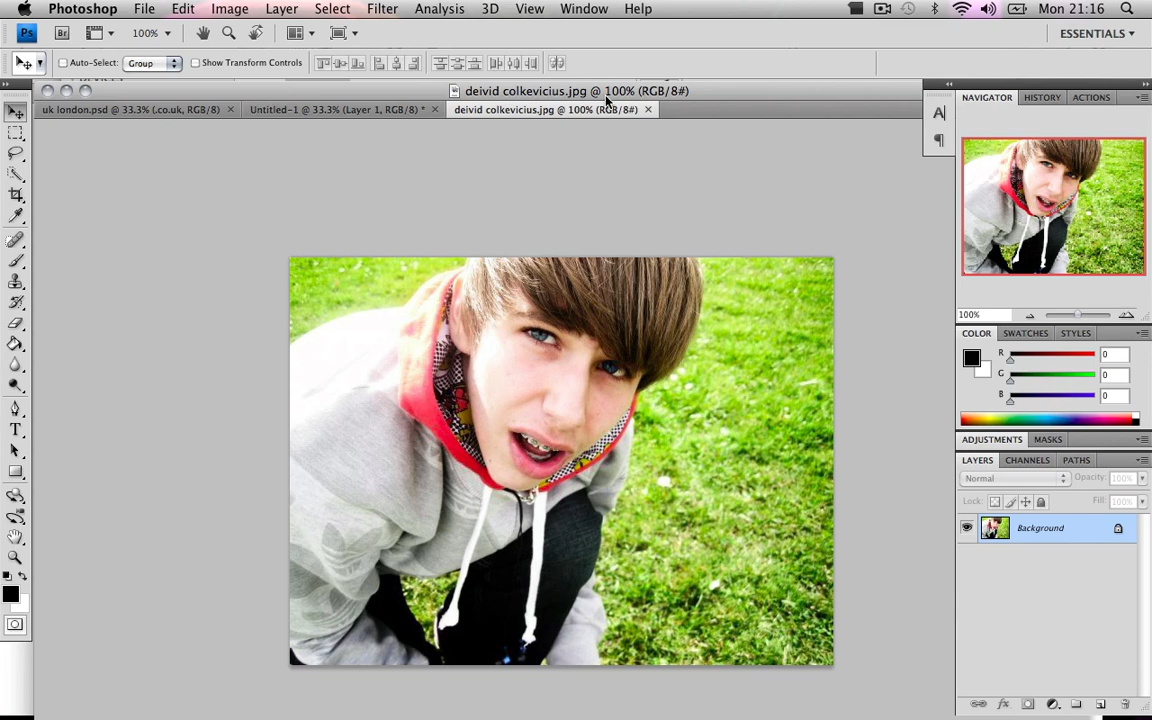 Photoshop File Edit Image Layer Select Filter Analysis 3D View Window Help Mon 21:16
Ps Br 100% ESSENTIALS
Auto-Select: Group Show Transform Controls
deivid colkevicius.jpg @ 100% (RGB/8#)
uk london.psd @ 33.3% (.co.uk, RGB/8) Untitled-1 @ 33.3% (Layer 1, RGB/8) * deivid colkevicius.jpg @ 100% (RGB/8#)
NAVIGATOR HISTORY ACTIONS
100%
COLOR SWATCHES STYLES
R 0
G 0
B 0
ADJUSTMENTS MASKS
LAYERS CHANNELS PATHS
Normal Opacity: 100%
Lock: Fill: 100%
Background